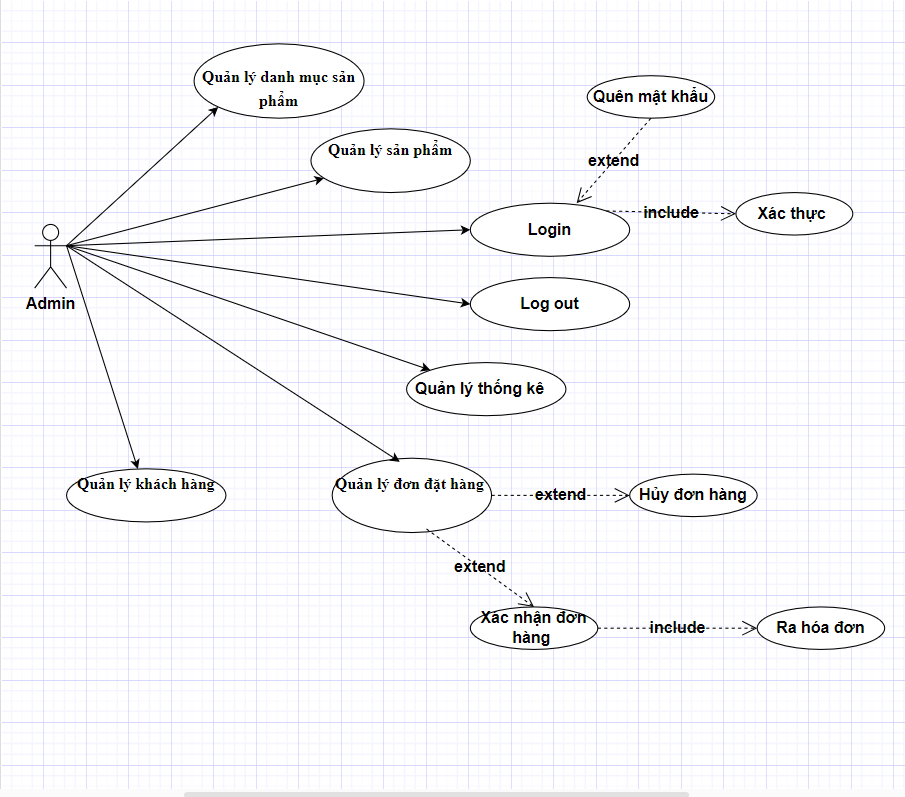 Quản lý danh mục sản
phẩm
Quên mật khẩu
Quản lý sản phẩm
extend
include
Xác thực
Login
Admin
Log out
Quản lý thống kê
Quản lý khách hàng
Quản lý đơn đặt hàng
extend
Hủy đơn hàng
extend
Xác nhận đơn
hàng
include
Ra hóa đơn